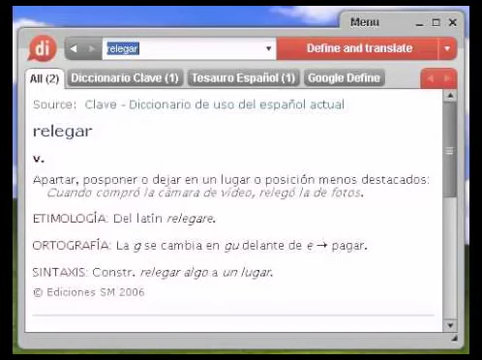 Menu
di
relegar
Define and translate
All (2)
Diccionario Clave (1)
Tesauro Español (1)
Google Define
Source: Clave - Diccionario de uso del español actual
relegar
v.
Apartar, posponer o dejar en un lugar o posición menos destacados:
Cuando compró la cámara de vídeo, relegó la de fotos.
ETIMOLOGÍA: Del latín relegare.
ORTOGRAFÍA: La g se cambia en gu delante de e → pagar.
SINTAXIS: Constr. relegar algo a un lugar.
© Ediciones SM 2006